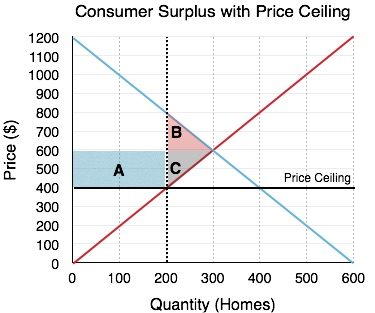 Consumer Surplus with Price Ceiling
1200
1100
1000
900
800
700
600
500
400
300
200
100
0
Price ($)
B
A
C
Price Ceiling
0 100 200 300 400 500 600
Quantity (Homes)